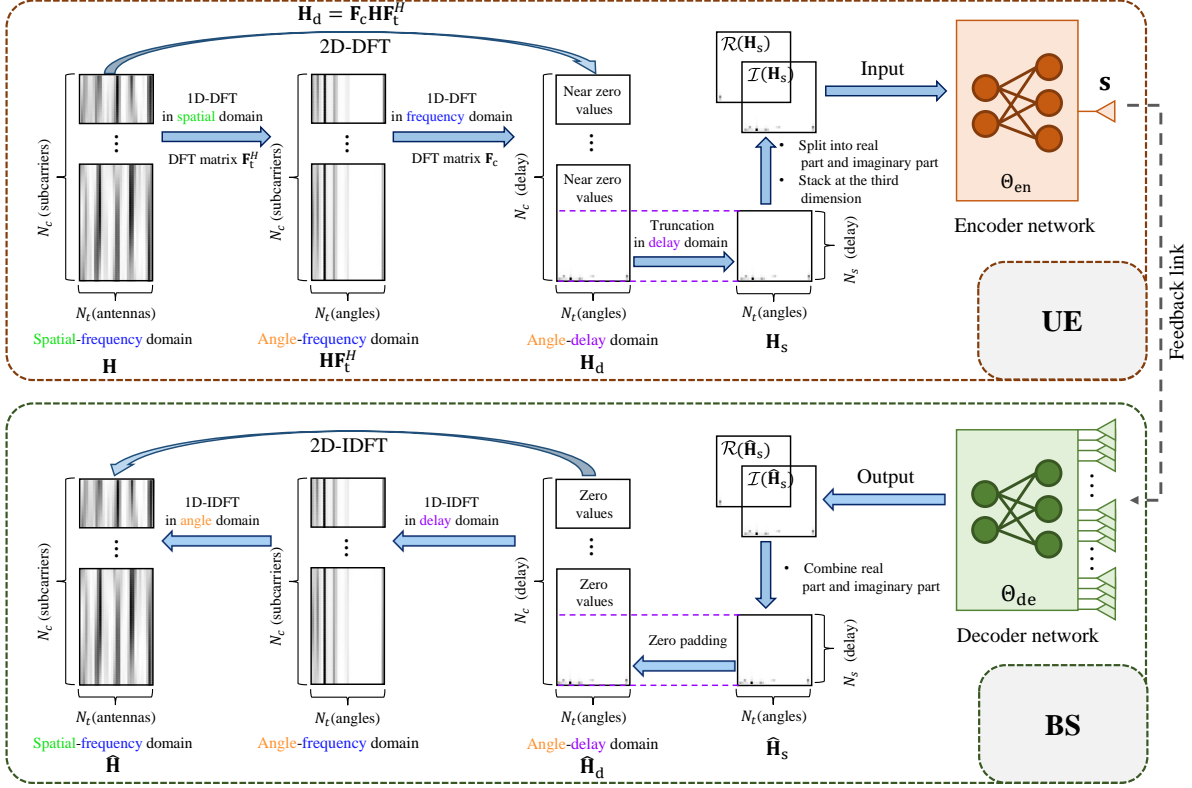 H_d = F_c H F_t^H
2D-DFT
1D-DFT
in spatial domain
DFT matrix F_t^H
1D-DFT
in frequency domain
DFT matrix F_c
Near zero
values
Near zero
values
N_c (subcarriers)
N_c (subcarriers)
N_c (delay)
Truncation
in delay domain
N_s (delay)
ℛ(H_s)
ℐ(H_s)
• Split into real
part and imaginary part
• Stack at the third
dimension
Input
Θ_en
s
Encoder network
UE
Feedback link
N_t(antennas)
N_t(angles)
N_t(angles)
N_t(angles)
Spatial-frequency domain
Angle-frequency domain
Angle-delay domain
H
HF_t^H
H_d
H_s
2D-IDFT
1D-IDFT
in angle domain
1D-IDFT
in delay domain
Zero
values
Zero
values
N_c (subcarriers)
N_c (subcarriers)
N_c (delay)
Zero padding
N_s (delay)
ℛ(Ĥ_s)
ℐ(Ĥ_s)
• Combine real
part and imaginary part
Output
Θ_de
Decoder network
BS
N_t(antennas)
N_t(angles)
N_t(angles)
N_t(angles)
Spatial-frequency domain
Angle-frequency domain
Angle-delay domain
Ĥ
Ĥ_d
Ĥ_s